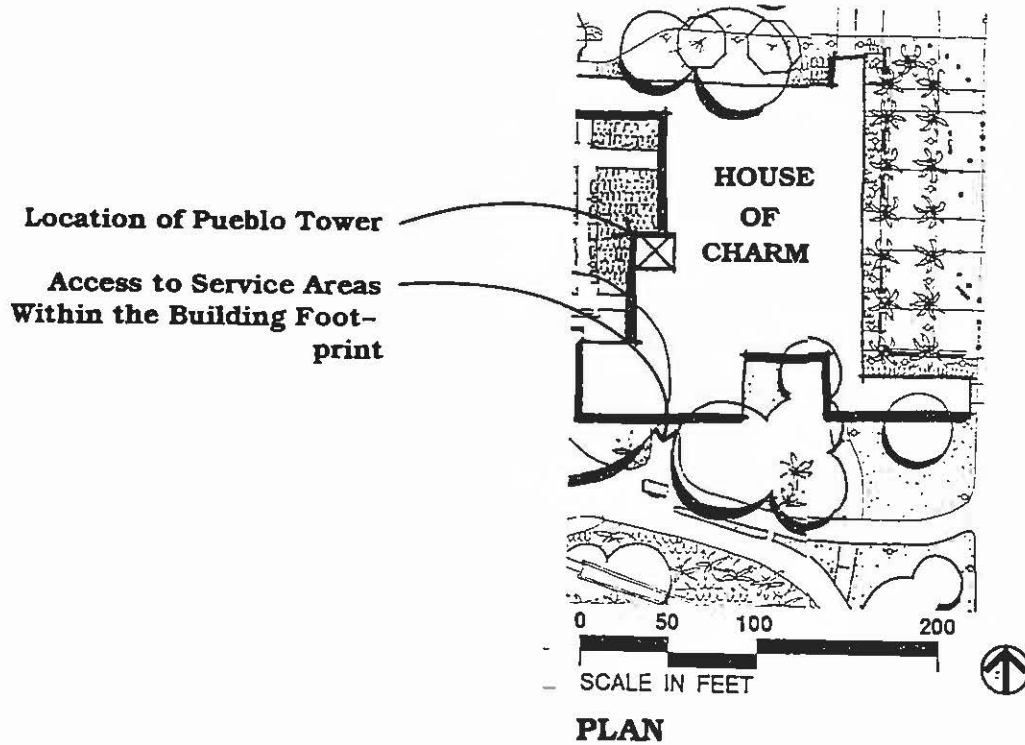 HOUSE
OF
CHARM
Location of Pueblo Tower
Access to Service Areas
Within the Building Foot-
print
0 50 100 200
SCALE IN FEET
PLAN